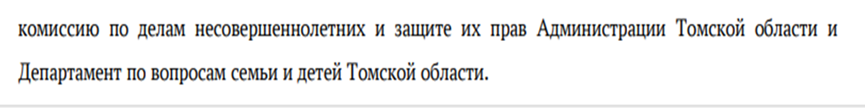 комиссию по делам несовершеннолетних и защите их прав Администрации Томской области и
Департамент по вопросам семьи и детей Томской области.